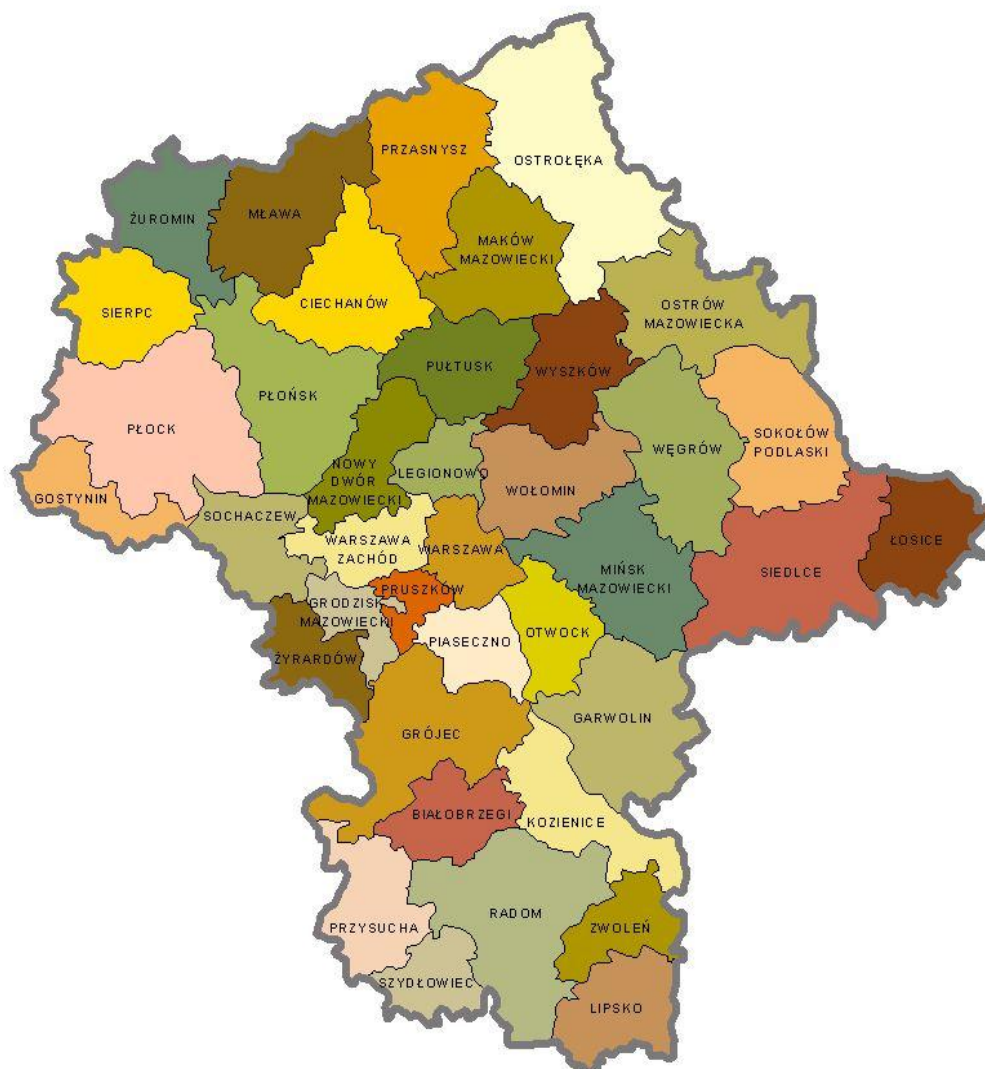 PRZASNYSZ
OSTROŁĘKA
ŻUROMIN
MŁAWA
MAKÓW
MAZOWIECKI
SIERPC
CIECHANÓW
OSTRÓW
MAZOWIECKA
PŁOCK
PŁOŃSK
PUŁTUSK
WYSZKÓW
WĘGRÓW
SOKOŁÓW
PODLASKI
GOSTYNIN
SOCHACZEW
NOWY
DWÓR
MAZOWIECKI
LEGIONOWO
WOŁOMIN
WARSZAWA
ZACHÓD
WARSZAWA
MIŃSK
MAZOWIECKI
SIEDLCE
ŁOSICE
GRODZISK
MAZOWIECKI
PRUSZKÓW
PIASECZNO
OTWOCK
ŻYRARDÓW
GRÓJEC
GARWOLIN
BIAŁOBRZEGI
KOZIENICE
PRZYSUCHA
RADOM
ZWOLEŃ
SZYDŁOWIEC
LIPSKO